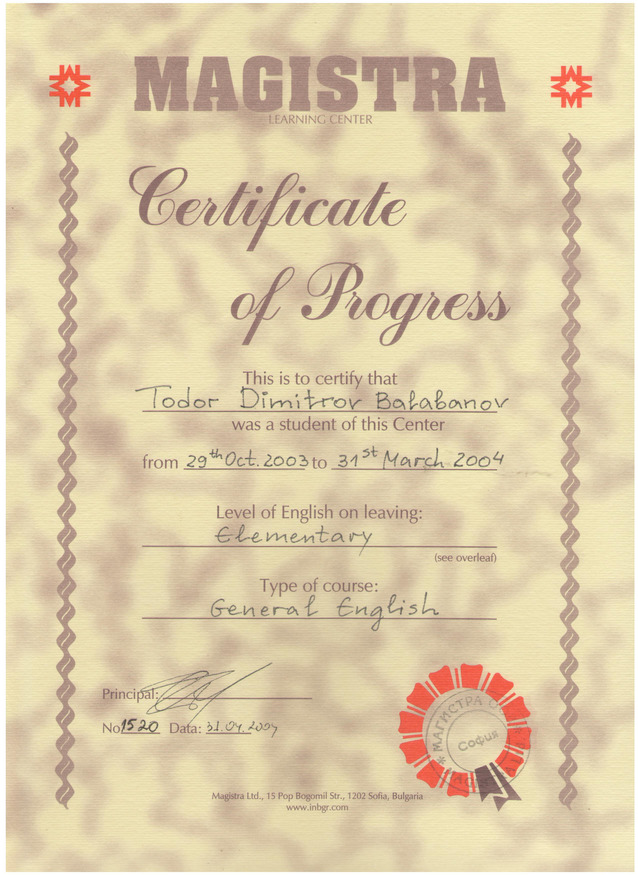 MAGISTRA
LEARNING CENTER
Certificate
of Progress
This is to certify that
Todor Dimitrov Balabanov
was a student of this Center
from 29th Oct. 2003 to 31st March 2004
Level of English on leaving:
Elementary
(see overleaf)
Type of course:
General English
Principal:
No 1520 Data: 31.04.2004
МАГИСТРА
София
Magistra Ltd., 15 Pop Bogomil Str., 1202 Sofia, Bulgaria
www.inbgr.com